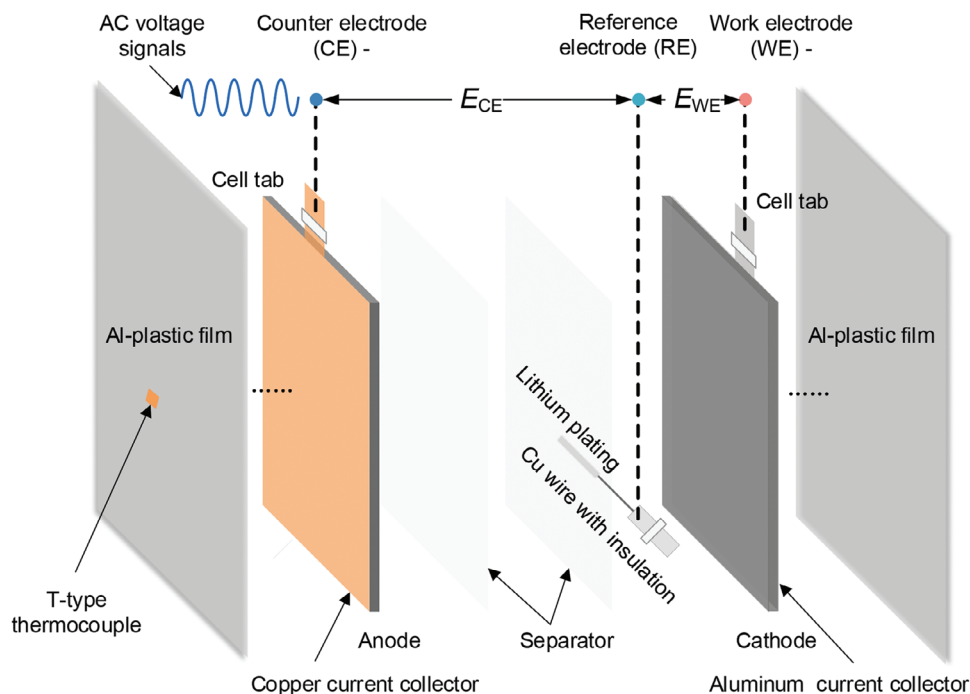 AC voltage
signals
Counter electrode
(CE) -
Reference
electrode (RE)
Work electrode
(WE) -
E_CE
E_WE
Cell tab
Cell tab
Al-plastic film
Al-plastic film
Lithium plating
Cu wire with insulation
T-type
thermocouple
Anode
Separator
Cathode
Copper current collector
Aluminum current collector